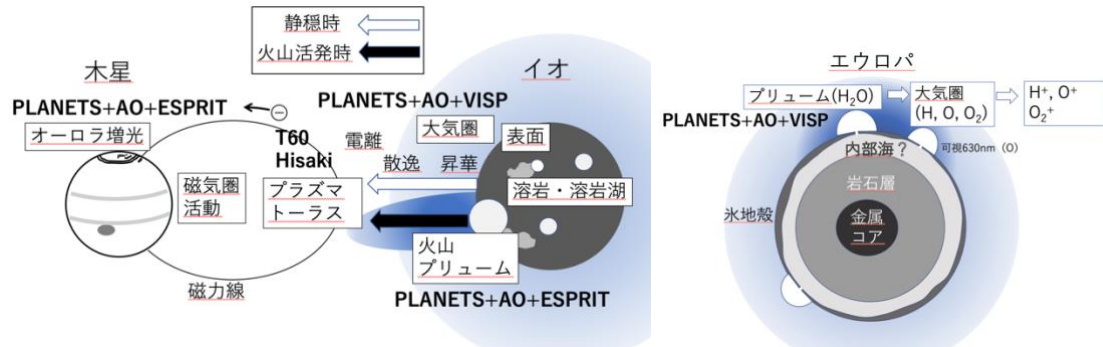 静穏時
火山活発時
木星
イオ
PLANETS+AO+ESPRIT
オーロラ増光
PLANETS+AO+VISP
大気圏
表面
T60
Hisaki
電離
散逸
昇華
磁気圏
活動
プラズマ
トーラス
溶岩・溶岩湖
火山
プリューム
磁力線
PLANETS+AO+ESPRIT
エウロパ
プリューム(H₂O)
大気圏
(H, O, O₂)
H⁺, O⁺
O₂⁺
PLANETS+AO+VISP
内部海？
可視630nm（O）
岩石層
氷地殻
金属
コア